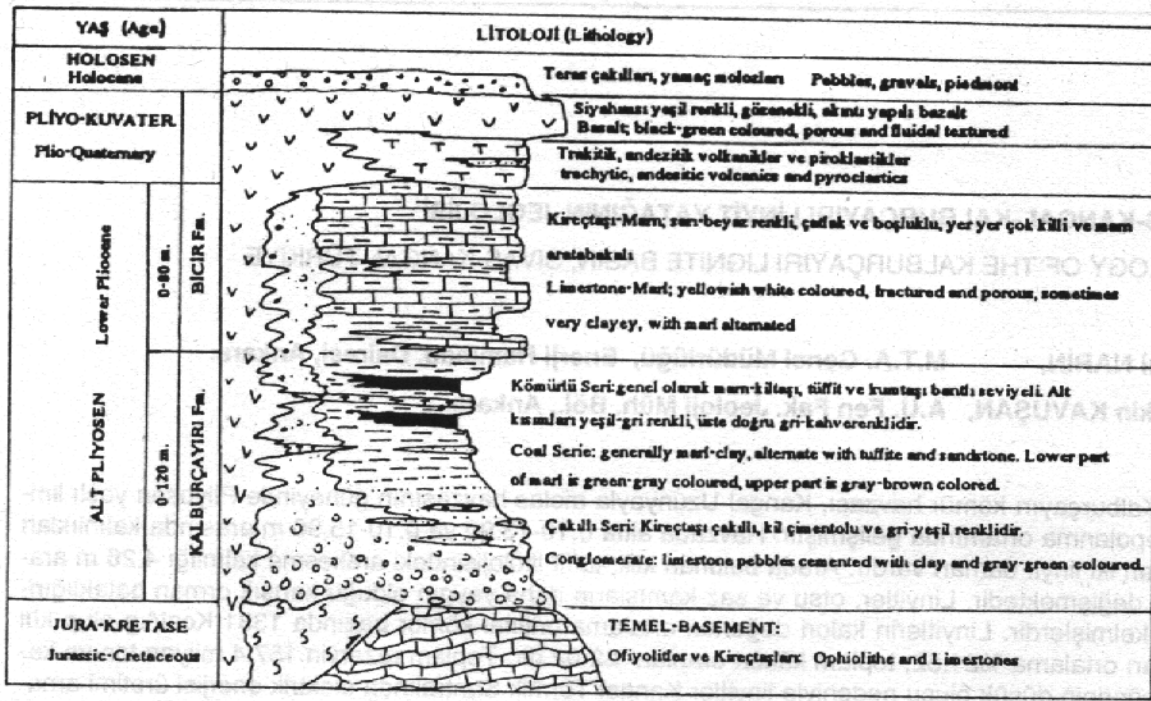 YAŞ (Age)
LİTOLOJİ (Lithology)
HOLOSEN
Holocene
Teras çakılları, yamaç molozları Pebbles, gravels, piedmont
PLİYO-KUVATER
Plio-Quaternary
Siyahımsı yeşil renkli, gözenekli, akıntı yapılı bazalt
Basalt; black-green coloured, porous and fluidal textured
Trakitik, andezitik volkanikler ve piroklastikler
trachytic, andesitic volcanics and pyroclastics
ALT PLİYOSEN
Lower Pliocene
0-80 m.
BICIR Fm.
Kireçtaşı-Marn; sarı-beyaz renkli, çatlak ve boşluklu, yer yer çok killi ve marn
aratabakalı
Limestone-Marl; yellowish white coloured, fractured and porous, sometimes
very clayey, with marl alternated
0-120 m.
KALBURÇAYIRI Fm.
Kömürlü Seri:genel olarak marn-kiltaşı, tüffit ve kumtaşı bantlı seviyeli. Alt
kısımları yeşil-gri renkli, üste doğru gri-kahverenklidir.
Coal Serie: generally marl-clay, alternate with tuffite and sandstone. Lower part
of marl is green-gray coloured, upper part is gray-brown colored.
Çakıllı Seri: Kireçtaşı çakıllı, kil çimentolu ve gri-yeşil renklidir.
Conglomerate: limestone pebbles cemented with clay and gray-green coloured.
JURA-KRETASE
Jurassic-Cretaceous
TEMEL-BASEMENT:
Ofiyolitler ve Kireçtaşları- Ophiolithe and Limestones